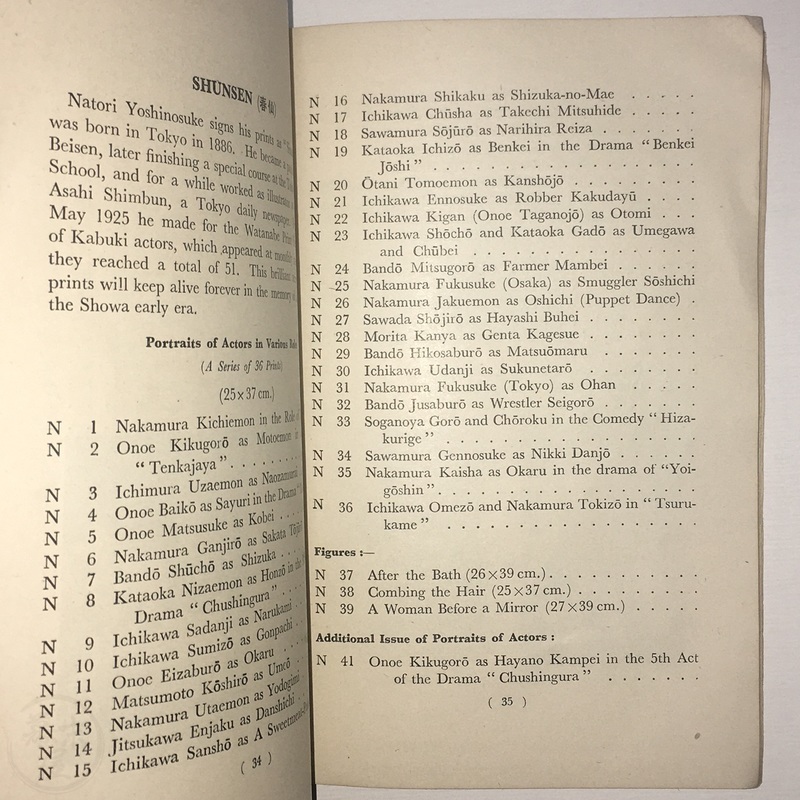 SHUNSEN (春仙)
Natori Yoshinosuke signs his prints as
was born in Tokyo in 1886. He became a
Beisen, later finishing a special course at the
School, and for a while worked as illustrator
Asahi Shimbun, a Tokyo daily newspaper.
May 1925 he made for the Watanabe Print
of Kabuki actors, which appeared at
they reached a total of 51. This brilliant
prints will keep alive forever in the memory
the Showa early era.
Portraits of Actors in Various
(A Series of 36 Prints)
(25×37 cm.)
N 1 Nakamura Kichiemon in the Role
N 2 Onoe Kikugorō as Motoemon
“Tenkajaya” . . . . . . . .
N 3 Ichimura Uzaemon as Naozamurai
N 4 Onoe Baikō as Sayuri in the Drama
N 5 Onoe Matsusuke as Kobei . . . .
N 6 Nakamura Ganjirō as Sakata Tōjūrō
N 7 Bandō Shūchō as Shizuka . . .
N 8 Kataoka Nizaemon as Honzō in the
Drama “Chushingura” . . . . .
N 9 Ichikawa Sadanji as Narukami . .
N 10 Ichikawa Sumizō as Gonpachi . .
N 11 Onoe Eizaburō as Okaru . . . .
N 12 Matsumoto Kōshirō as Umeō . .
N 13 Nakamura Utaemon as Yodogimi
N 14 Jitsukawa Enjaku as Danshichi . .
N 15 Ichikawa Sanshō as A
( 34 )
N 16 Nakamura Shikaku as Shizuka-no-Mae . . . . .
N 17 Ichikawa Chūsha as Takechi Mitsuhide . . . . .
N 18 Sawamura Sōjūrō as Narihira Reiza . . . . . . .
N 19 Kataoka Ichizō as Benkei in the Drama “Benkei
Jōshi” . . . . . . . . . . . . . . . . . .
N 20 Ōtani Tomoemon as Kanshōjō . . . . . . . . .
N 21 Ichikawa Ennosuke as Robber Kakudayū . . . . .
N 22 Ichikawa Kigan (Onoe Taganojō) as Otomi . . .
N 23 Ichikawa Shōchō and Kataoka Gadō as Umegawa
and Chūbei . . . . . . . . . . . . . . .
N 24 Bandō Mitsugorō as Farmer Mambei . . . . . .
N 25 Nakamura Fukusuke (Osaka) as Smuggler Sōshichi
N 26 Nakamura Jakuemon as Oshichi (Puppet Dance) .
N 27 Sawada Shōjirō as Hayashi Buhei . . . . . . . .
N 28 Morita Kanya as Genta Kagesue . . . . . . . .
N 29 Bandō Hikosaburō as Matsuōmaru . . . . . . .
N 30 Ichikawa Udanji as Sukunetarō . . . . . . . .
N 31 Nakamura Fukusuke (Tokyo) as Ohan . . . . .
N 32 Bandō Jusaburō as Wrestler Seigorō . . . . . . .
N 33 Soganoya Gorō and Chōroku in the Comedy “Hiza-
kurige” . . . . . . . . . . . . . . . . .
N 34 Sawamura Gennosuke as Nikki Danjō . . . . . .
N 35 Nakamura Kaisha as Okaru in the drama of “Yoi-
gōshin” . . . . . . . . . . . . . . . . .
N 36 Ichikawa Omezō and Nakamura Tokizō in “Tsuru-
kame” . . . . . . . . . . . . . . . . .
Figures :—
N 37 After the Bath (26×39 cm.) . . . . . . . . . . .
N 38 Combing the Hair (25×37 cm.) . . . . . . . . .
N 39 A Woman Before a Mirror (27×39 cm.) . . . . .
Additional Issue of Portraits of Actors :
N 41 Onoe Kikugorō as Hayano Kampei in the 5th Act
of the Drama “Chushingura” . . . . . . .
( 35 )